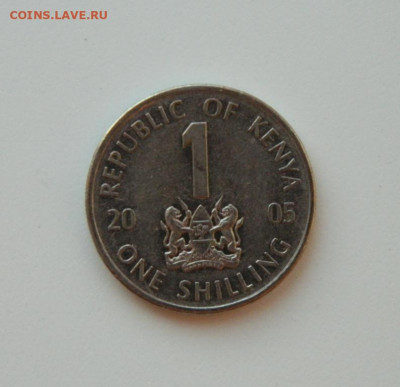 COINS.LAVE.RU
REPUBLIC OF KENYA
1
20 05
ONE SHILLING